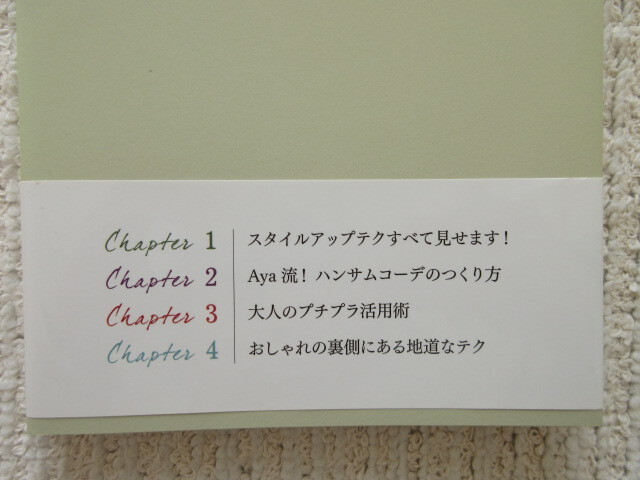 Chapter 1 スタイルアップテクすべて見せます!
Chapter 2 Aya 流! ハンサムコーデのつくり方
Chapter 3 大人のプチプラ活用術
Chapter 4 おしゃれの裏側にある地道なテク